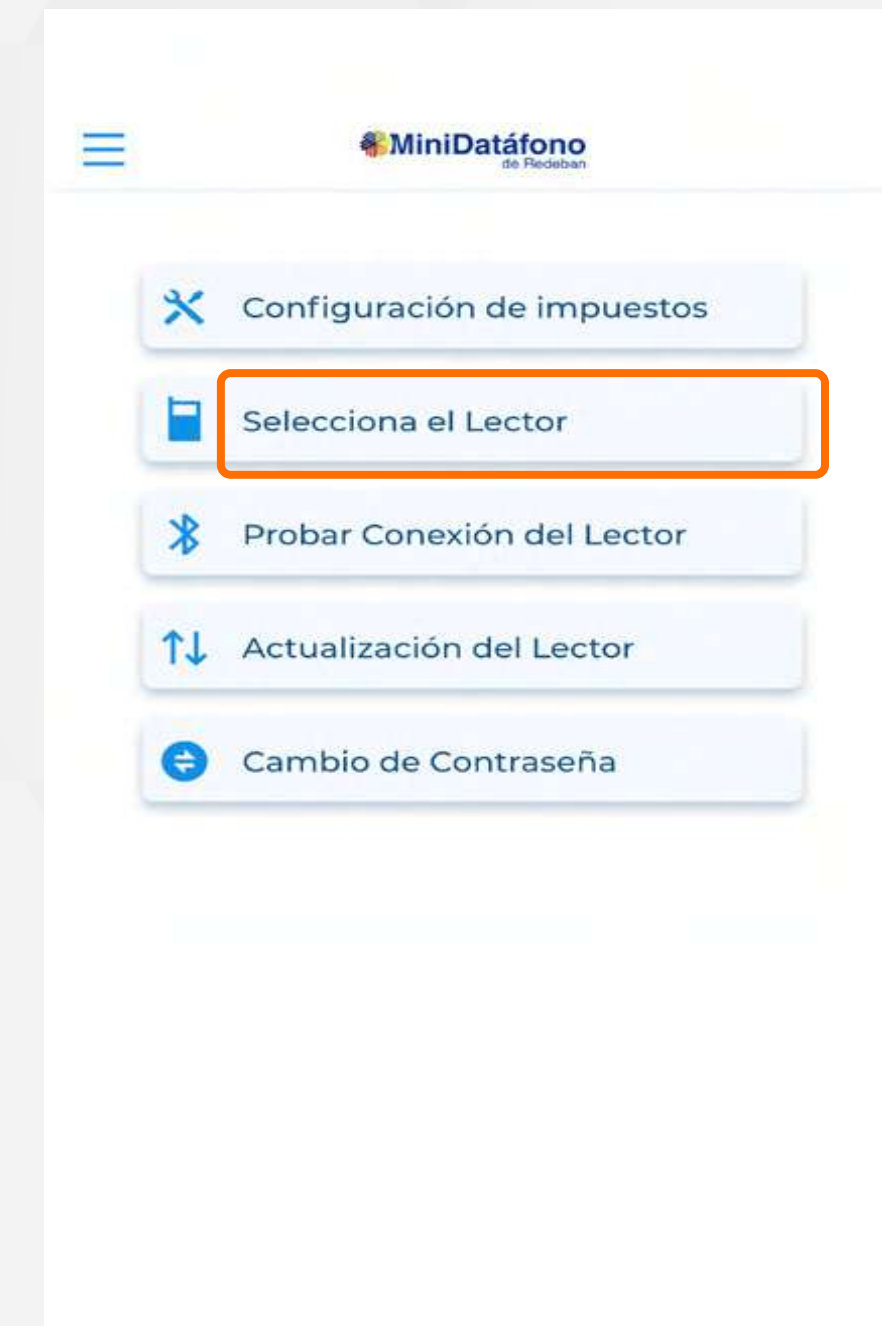 MiniDatáfono
de Redeban
Configuración de impuestos
Selecciona el Lector
Probar Conexión del Lector
Actualización del Lector
Cambio de Contraseña